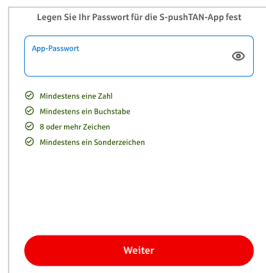 Legen Sie Ihr Passwort für die S-pushTAN-App fest
App-Passwort
Mindestens eine Zahl
Mindestens ein Buchstabe
8 oder mehr Zeichen
Mindestens ein Sonderzeichen
Weiter